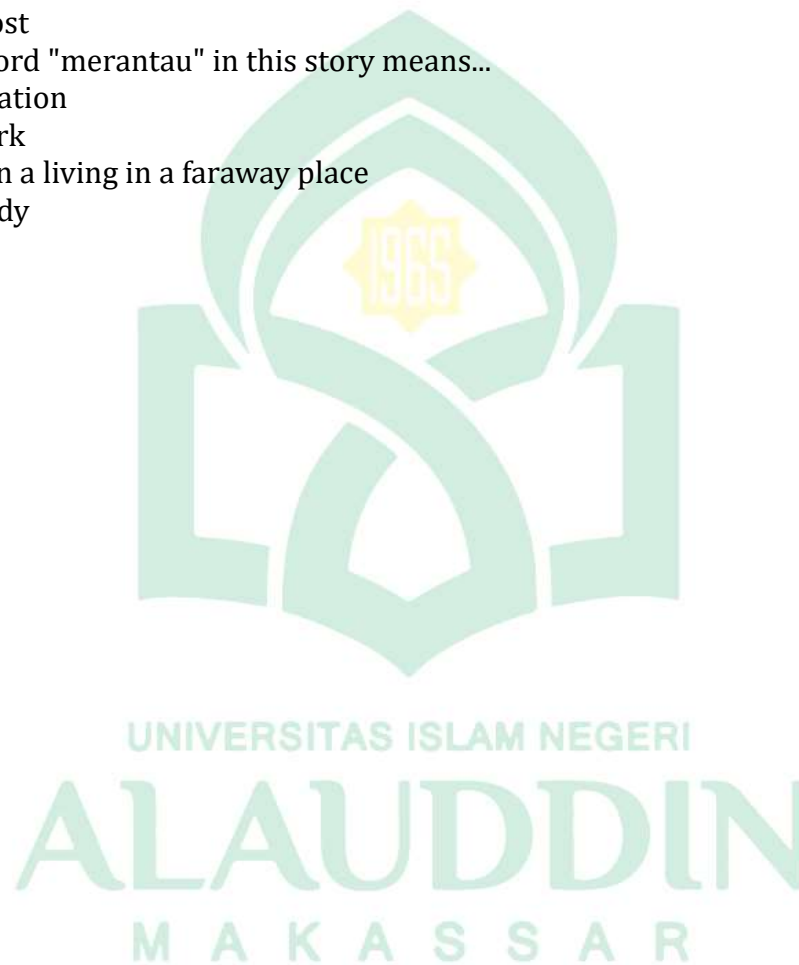 ost
ord "merantau" in this story means...
ation
rk
n a living in a faraway place
dy
1965
UNIVERSITAS ISLAM NEGERI
ALAUDDIN
MAKASSAR